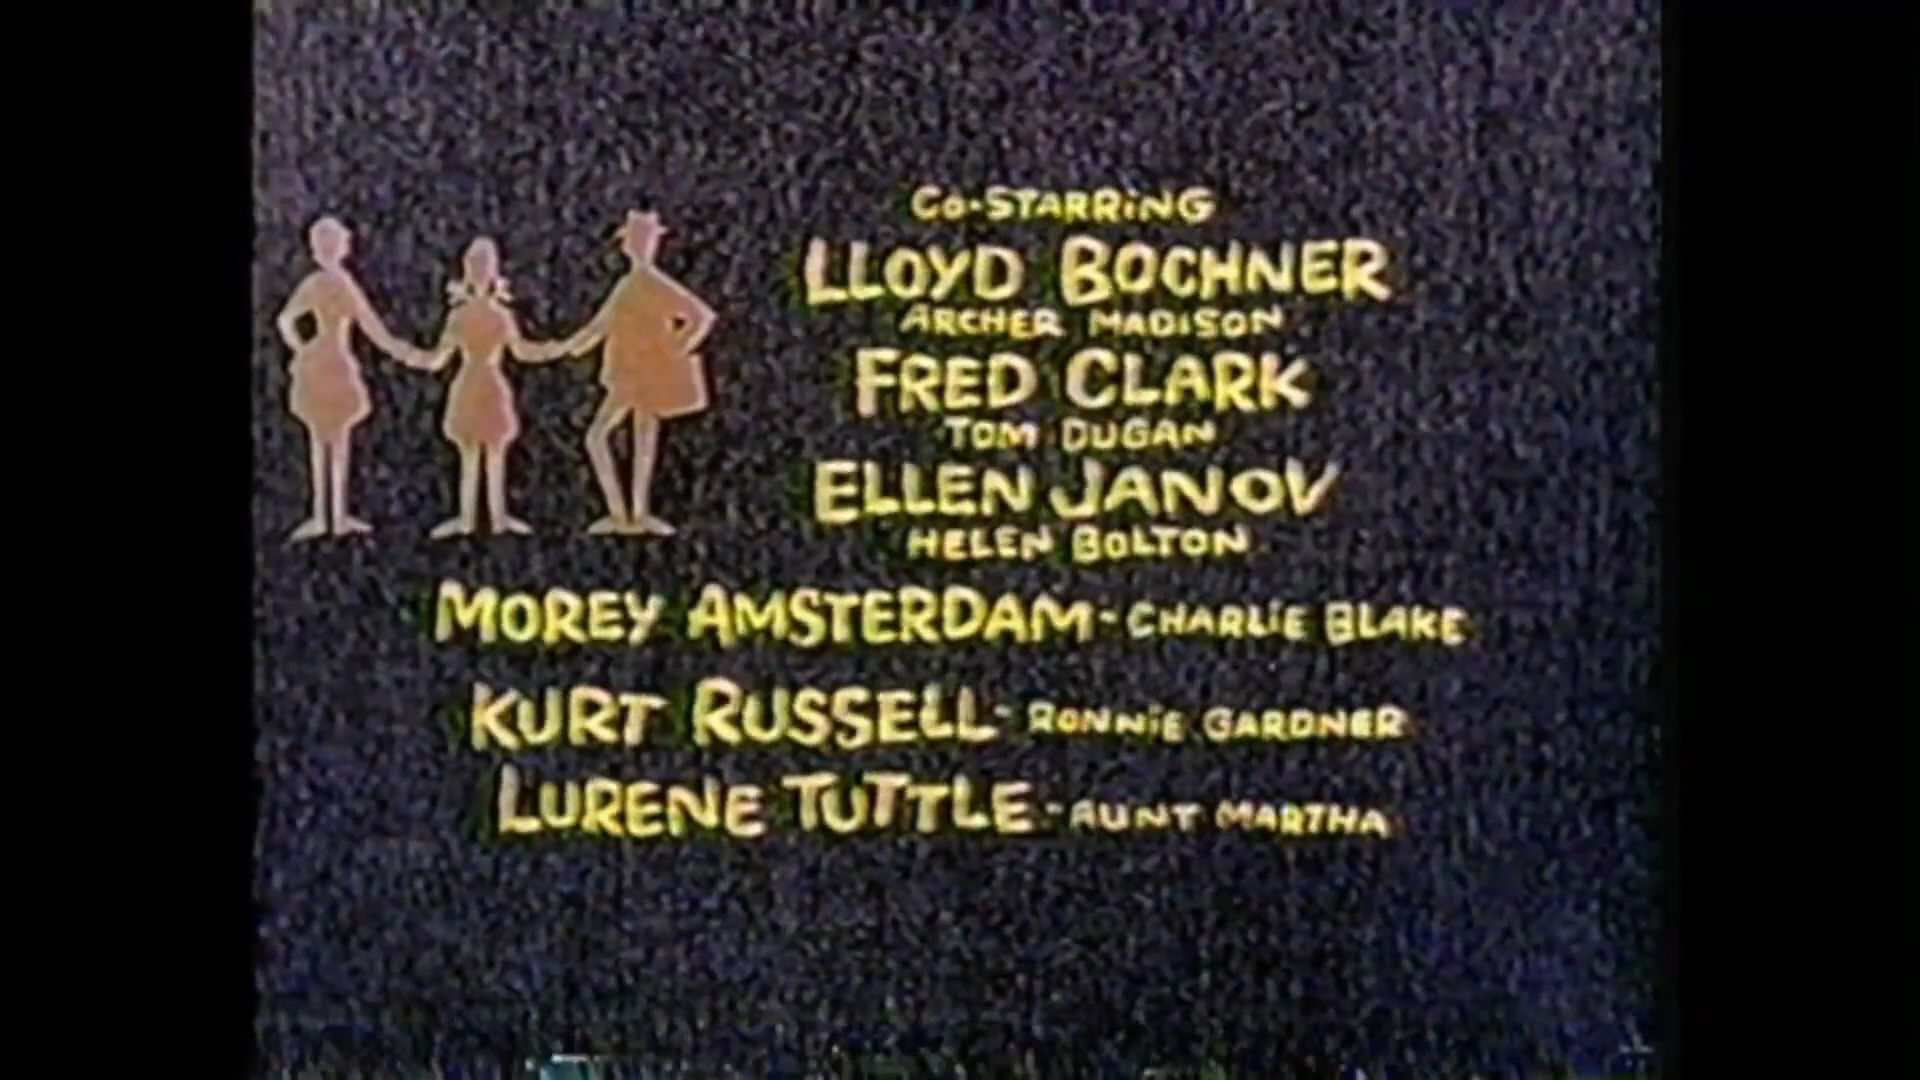 Co-STARRiNG
LLOYD BOCHNER
ARCHER MADiSON
FRED CLARK
TOM DUGAN
ELLEN JANOV
HELEN BOLTON
MOREY AMSTERDAM - CHARLiE BLAKE
KURT RUSSELL - RONNiE GARDNER
LURENE TUTTLE - AUNT MARTHA